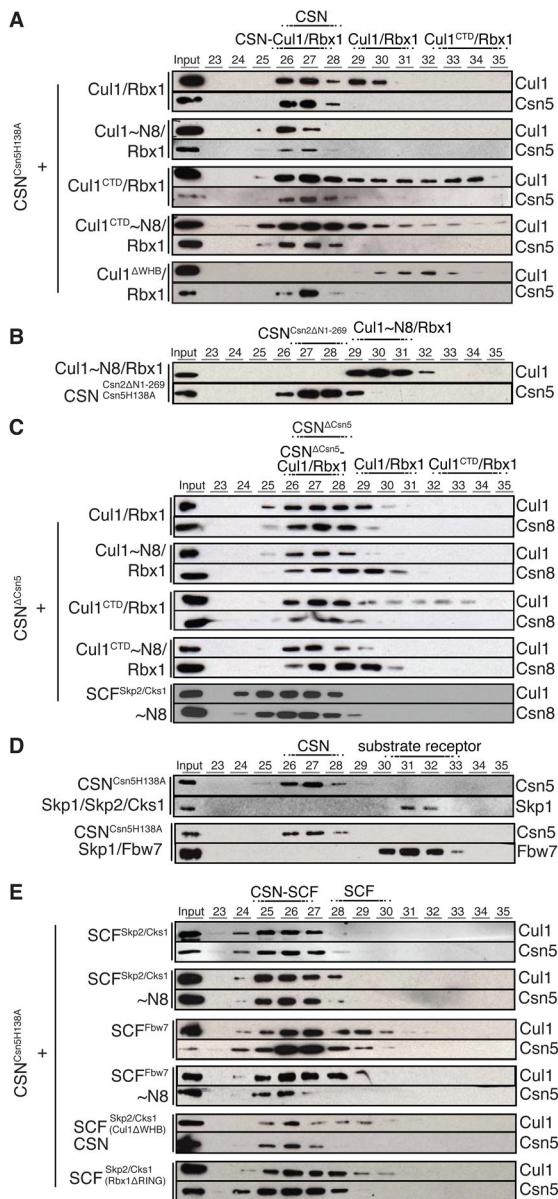 A
CSN
CSN-Cul1/Rbx1 Cul1/Rbx1 Cul1CTD/Rbx1
Input 23 24 25 26 27 28 29 30 31 32 33 34 35
CSNCsn5H138A
+
Cul1/Rbx1 Cul1
Csn5
Cul1~N8/ Cul1
Rbx1 Csn5
Cul1CTD/Rbx1 Cul1
Csn5
Cul1CTD~N8/ Cul1
Rbx1 Csn5
Cul1ΔWHB/ Cul1
Rbx1 Csn5
B
CSNCsn2ΔN1-269 Cul1~N8/Rbx1
Input 23 24 25 26 27 28 29 30 31 32 33 34 35
Cul1~N8/Rbx1 Cul1
CSN Csn2ΔN1-269 Csn5H138A Csn5
C
CSNΔCsn5
CSNΔCsn5-
Cul1/Rbx1 Cul1/Rbx1 Cul1CTD/Rbx1
Input 23 24 25 26 27 28 29 30 31 32 33 34 35
CSNΔCsn5
+
Cul1/Rbx1 Cul1
Csn8
Cul1~N8/ Cul1
Rbx1 Csn8
Cul1CTD/Rbx1 Cul1
Csn8
Cul1CTD~N8/ Cul1
Rbx1 Csn8
SCFSkp2/Cks1 Cul1
~N8 Csn8
D
CSN substrate receptor
Input 23 24 25 26 27 28 29 30 31 32 33 34 35
CSNCsn5H138A Csn5
Skp1/Skp2/Cks1 Skp1
CSNCsn5H138A Csn5
Skp1/Fbw7 Fbw7
E
CSN-SCF SCF
Input 23 24 25 26 27 28 29 30 31 32 33 34 35
CSNCsn5H138A
+
SCFSkp2/Cks1 Cul1
Csn5
SCFSkp2/Cks1 Cul1
~N8 Csn5
SCFFbw7 Cul1
Csn5
SCFFbw7 Cul1
~N8 Csn5
SCF Skp2/Cks1 (Cul1ΔWHB) Cul1
CSN Csn5
SCF Skp2/Cks1 (Rbx1ΔRING) Cul1
Csn5